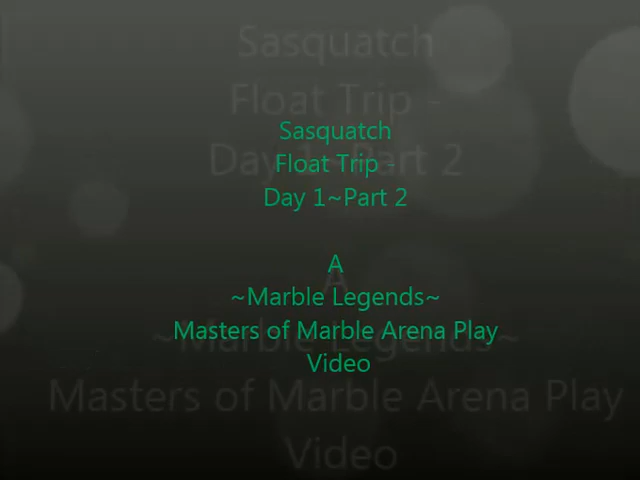 Sasquatch
Float Trip -
Day 1~Part 2
A
~Marble Legends~
Masters of Marble Arena Play
Video